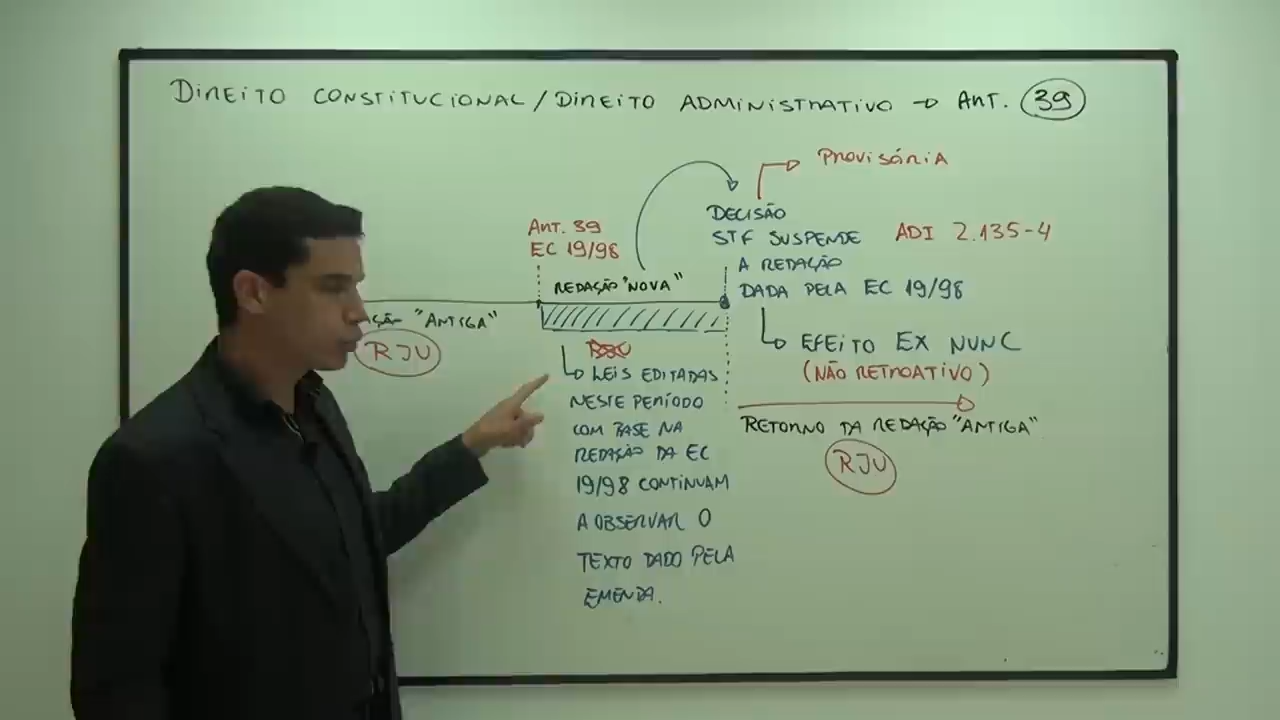 DIREITO CONSTITUCIONAL / DIREITO ADMINISTRATIVO → ART. 39
PROVISÓRIA
ART. 39
EC 19/98
DECISÃO
STF SUSPENDE ADI 2.135-4
A REDAÇÃO
DADA PELA EC 19/98
REDAÇÃO "NOVA"
"ANTIGA"
RJU
EFEITO EX NUNC
(NÃO RETROATIVO)
RJU
LEIS EDITADAS
NESTE PERÍODO
COM BASE NA
REDAÇÃO DA EC
19/98 CONTINUAM
A OBSERVAR O
TEXTO DADO PELA
EMENDA.
RETORNO DA REDAÇÃO "ANTIGA"
RJU